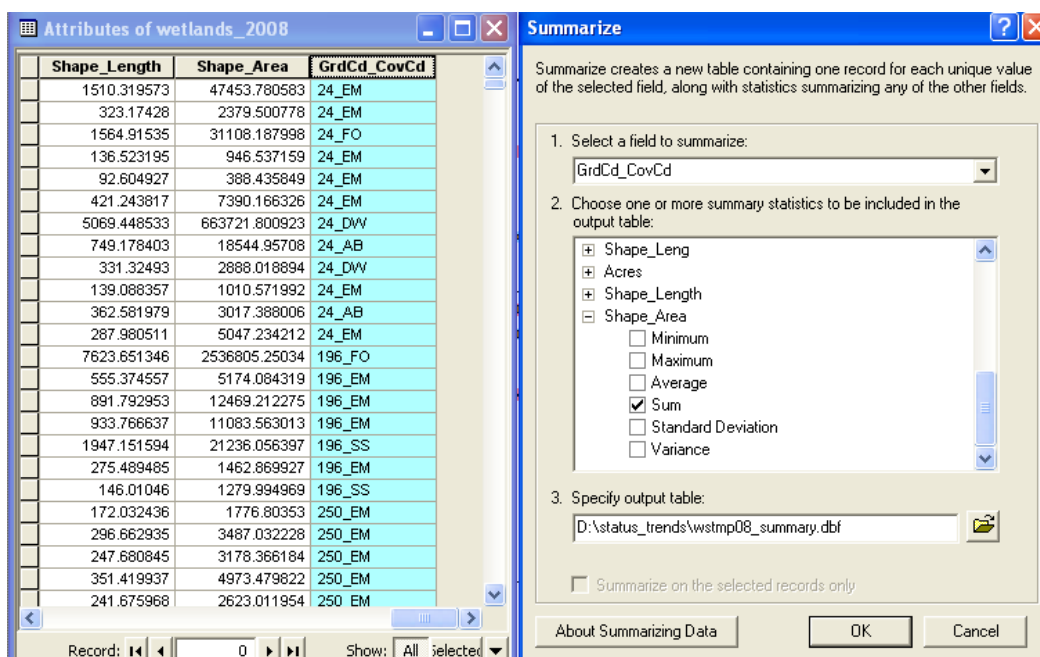 Attributes of wetlands_2008
Shape_Length Shape_Area GrdCd_CovCd
1510.319573 47453.780583 24_EM
323.17428 2379.500778 24_EM
1564.91535 31108.187998 24_FO
136.523195 946.537159 24_EM
92.604927 388.435849 24_EM
421.243817 7390.166326 24_EM
5069.448533 663721.800923 24_DW
749.178403 18544.95708 24_AB
331.32493 2888.018894 24_DW
139.088357 1010.571992 24_EM
362.581979 3017.388006 24_AB
287.980511 5047.234212 24_EM
7623.651346 2536805.25034 196_FO
555.374557 5174.084319 196_EM
891.792953 12469.212275 196_EM
933.766637 11083.563013 196_EM
1947.151594 21236.056397 196_SS
275.489485 1462.869927 196_EM
146.01046 1279.994969 196_SS
172.032436 1776.80353 250_EM
296.662935 3487.032228 250_EM
247.680845 3178.366184 250_EM
351.419937 4973.479822 250_EM
241.675968 2623.011954 250_EM
Record: 0 Show: All Selected
Summarize
Summarize creates a new table containing one record for each unique value
of the selected field, along with statistics summarizing any of the other fields.
1. Select a field to summarize:
GrdCd_CovCd
2. Choose one or more summary statistics to be included in the
output table:
Shape_Leng
Acres
Shape_Length
Shape_Area
Minimum
Maximum
Average
Sum
Standard Deviation
Variance
3. Specify output table:
D:\status_trends\wstmp08_summary.dbf
Summarize on the selected records only
About Summarizing Data OK Cancel